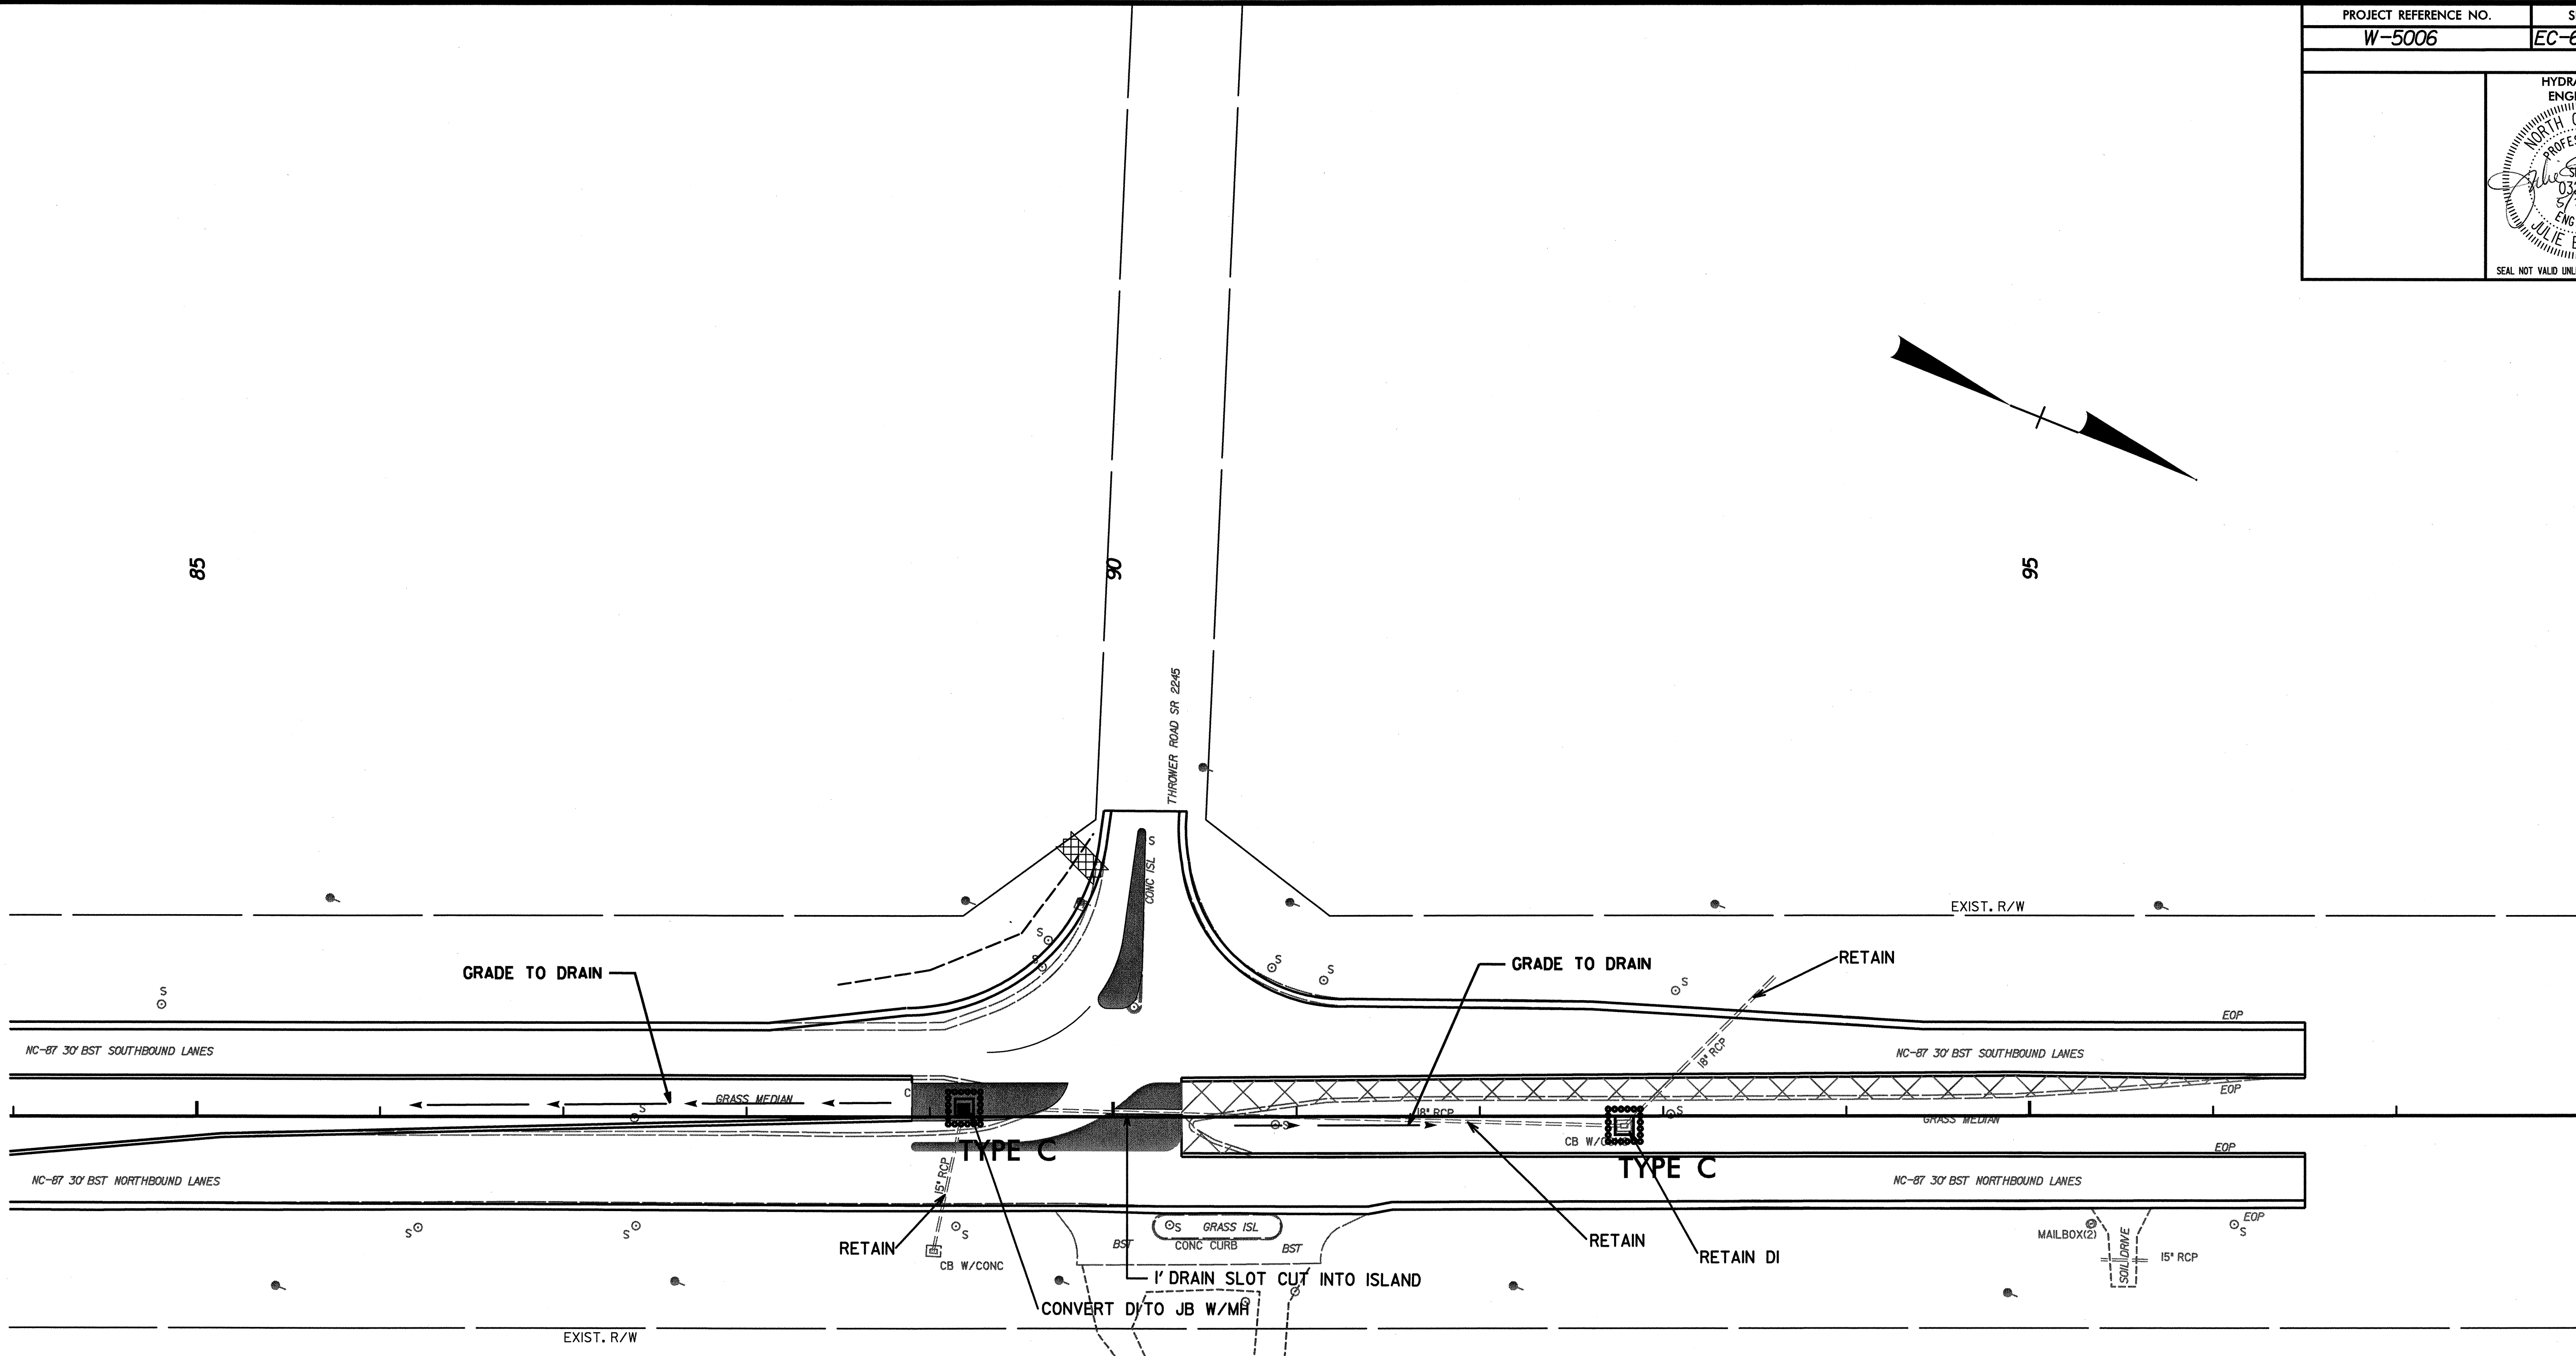 PROJECT REFERENCE NO.
W-5006
EC-6
SEAL NOT VALID
NORTH
JULIE
85
90
95
THROWER ROAD SR 2245
S
CONC ISL
S
S
EXIST. R/W
GRADE TO DRAIN
GRADE TO DRAIN
RETAIN
S
S
S
S
18" RCP
EOP
NC-87 30' BST SOUTHBOUND LANES
NC-87 30' BST SOUTHBOUND LANES
GRASS MEDIAN
C
S
18" RCP
S
S
EOP
GRASS MEDIAN
CB W/
TYPE C
TYPE C
EOP
15" RCP
NC-87 30' BST NORTHBOUND LANES
NC-87 30' BST NORTHBOUND LANES
S
S
S
S
GRASS ISL
BST
CONC CURB
BST
RETAIN
CB W/CONC
RETAIN
RETAIN DI
MAILBOX(2)
SOIL DRIVE
15" RCP
EOP
S
1' DRAIN SLOT CUT INTO ISLAND
CONVERT DI TO JB W/MH
EXIST. R/W